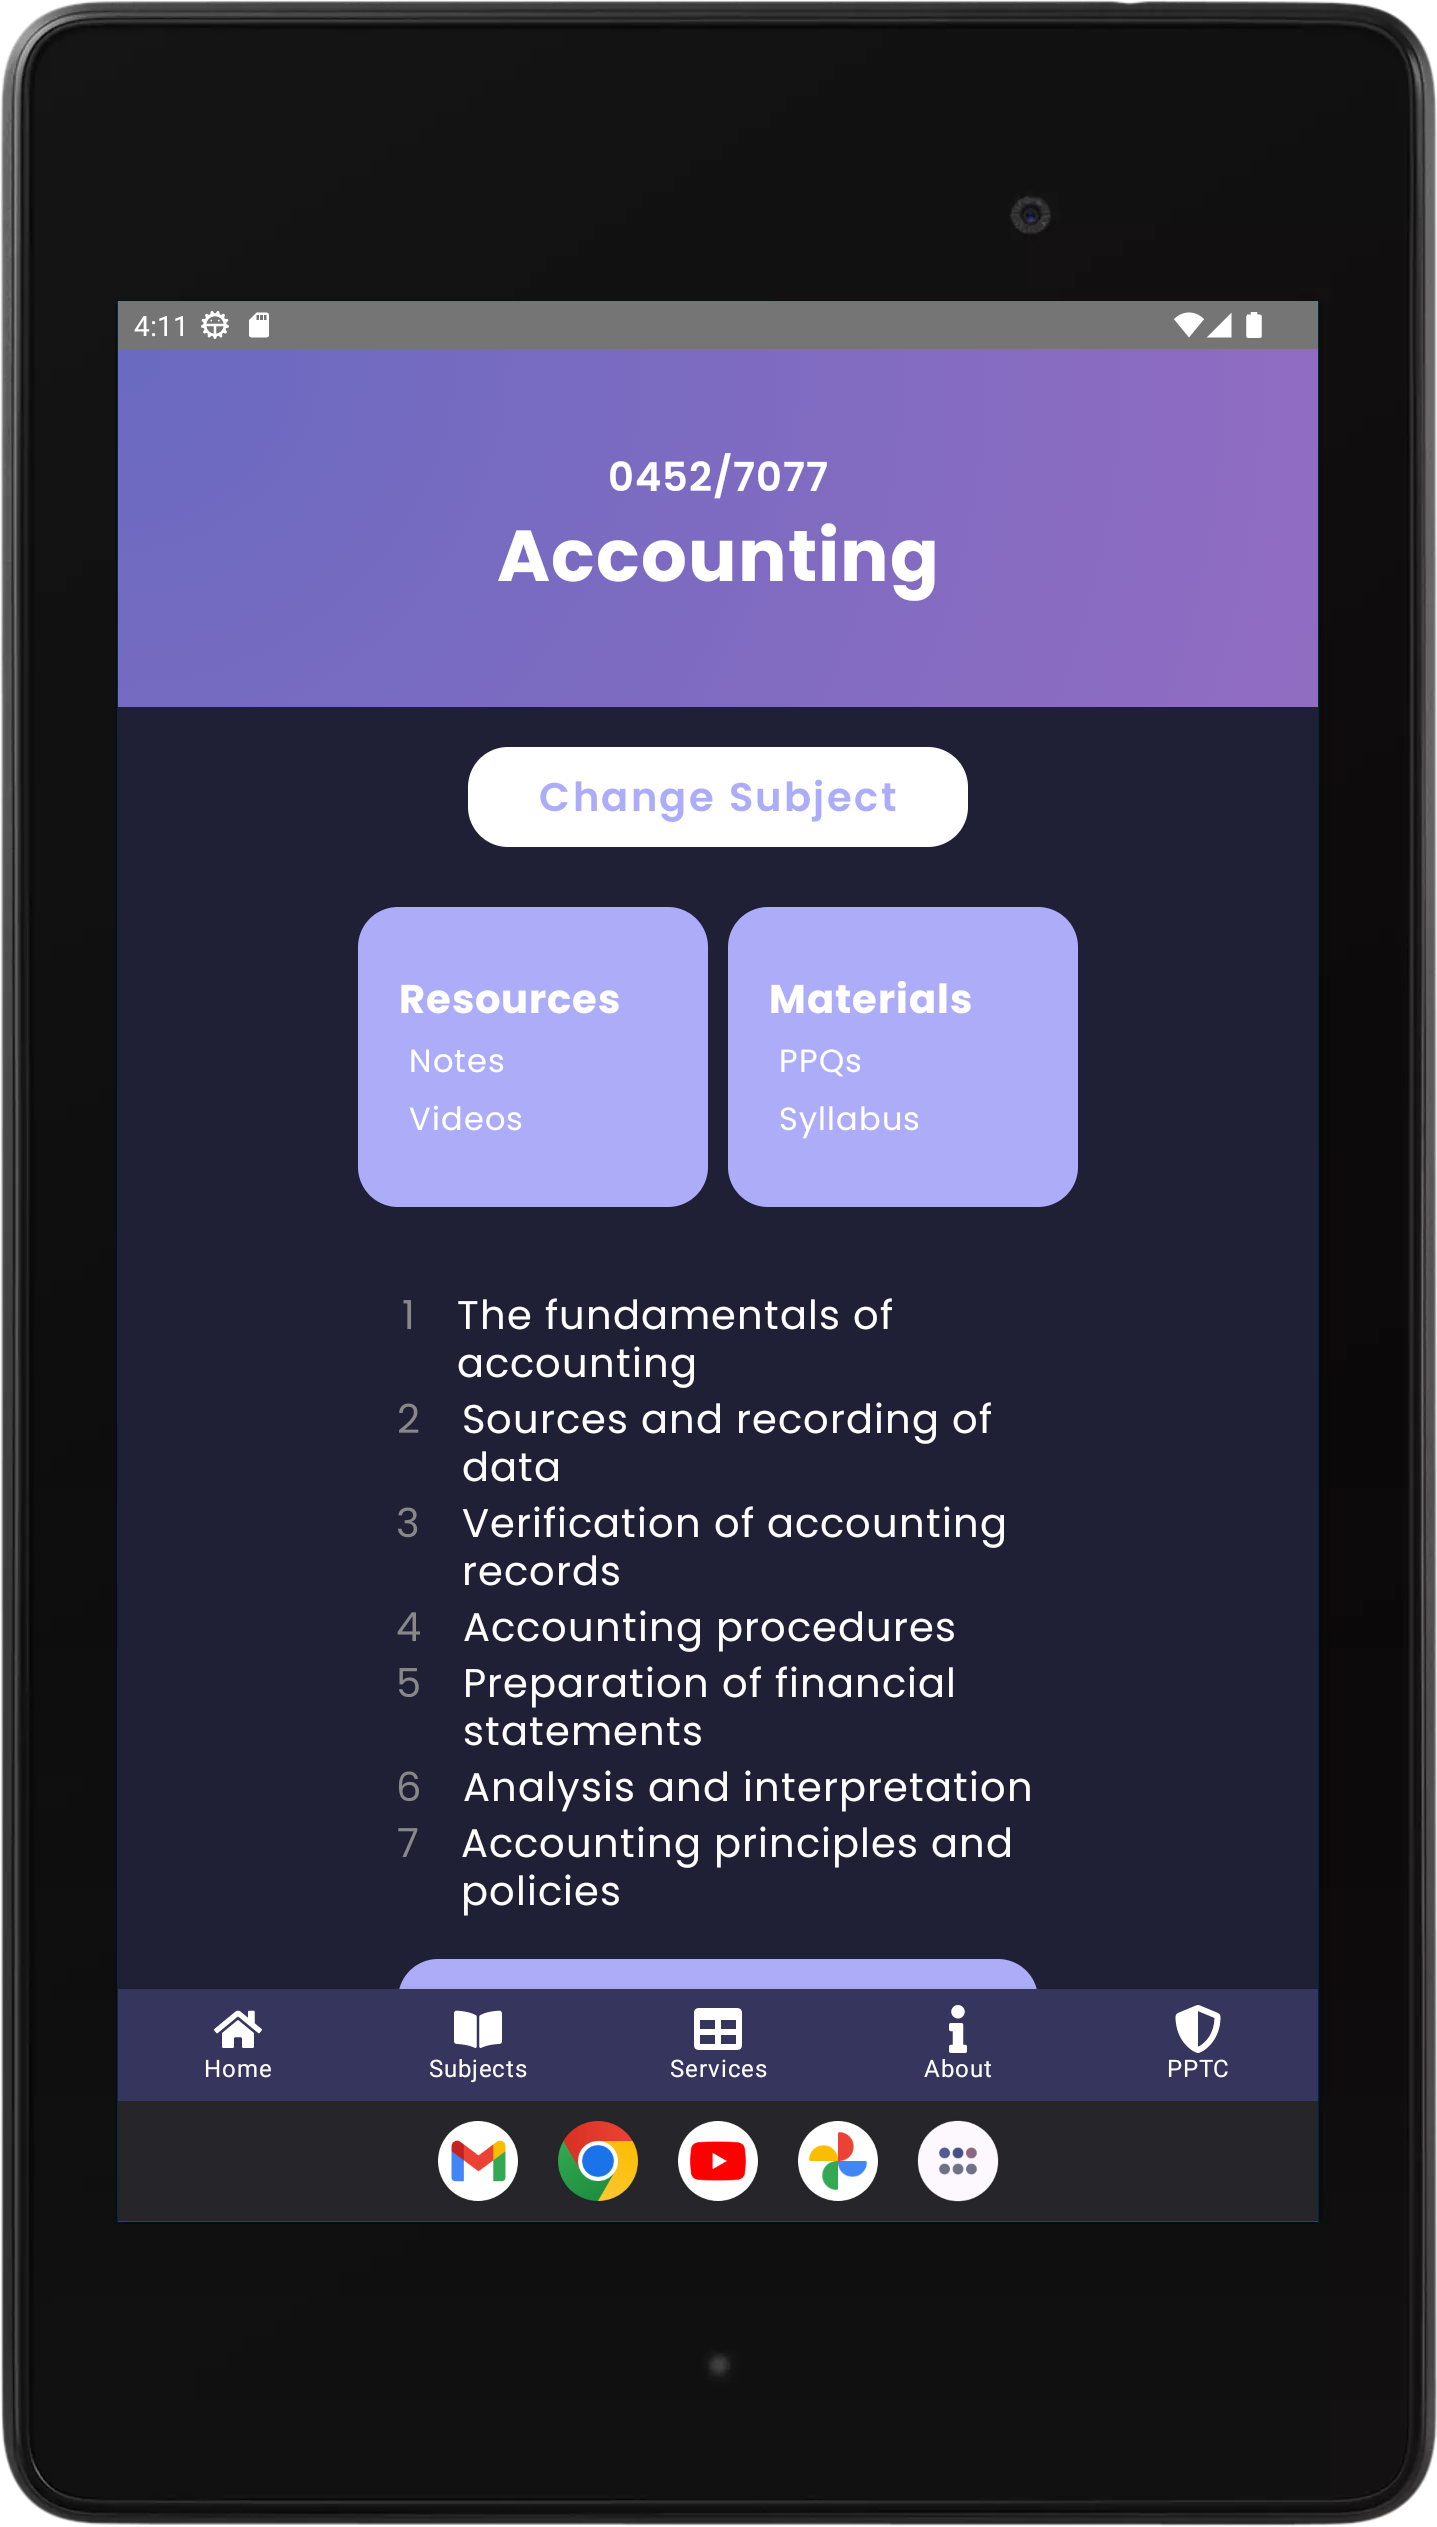 4:11
0452/7077
Accounting
Change Subject
Resources
Notes
Videos
Materials
PPQs
Syllabus
1 The fundamentals of
accounting
2 Sources and recording of
data
3 Verification of accounting
records
4 Accounting procedures
5 Preparation of financial
statements
6 Analysis and interpretation
7 Accounting principles and
policies
Home Subjects Services About PPTC